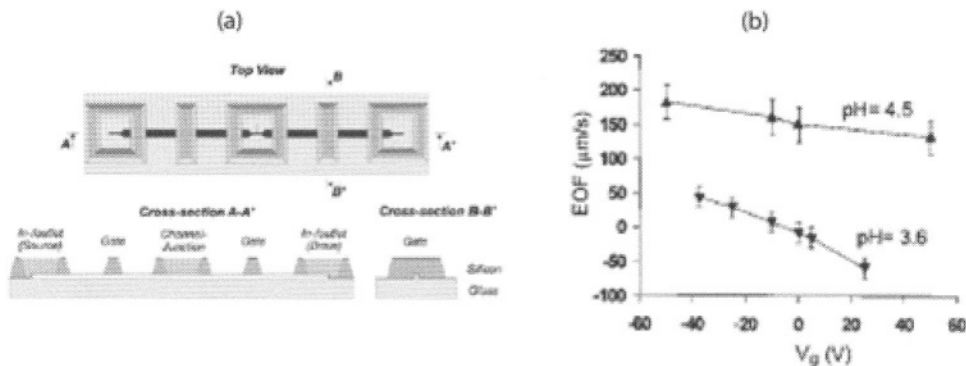 (a)
(b)
Top View
B
A
A"
B"
Cross-section A-A"
Cross-section B-B"
In-/outlet
(Source)
Gate
Channel-
Junction
Gate
In-/outlet
(Drain)
Gate
Silicon
Glass
EOF (µm/s)
250
200
150
100
50
0
-50
-100
pH= 4.5
pH= 3.6
-60
-40
-20
0
20
40
60
Vg (V)